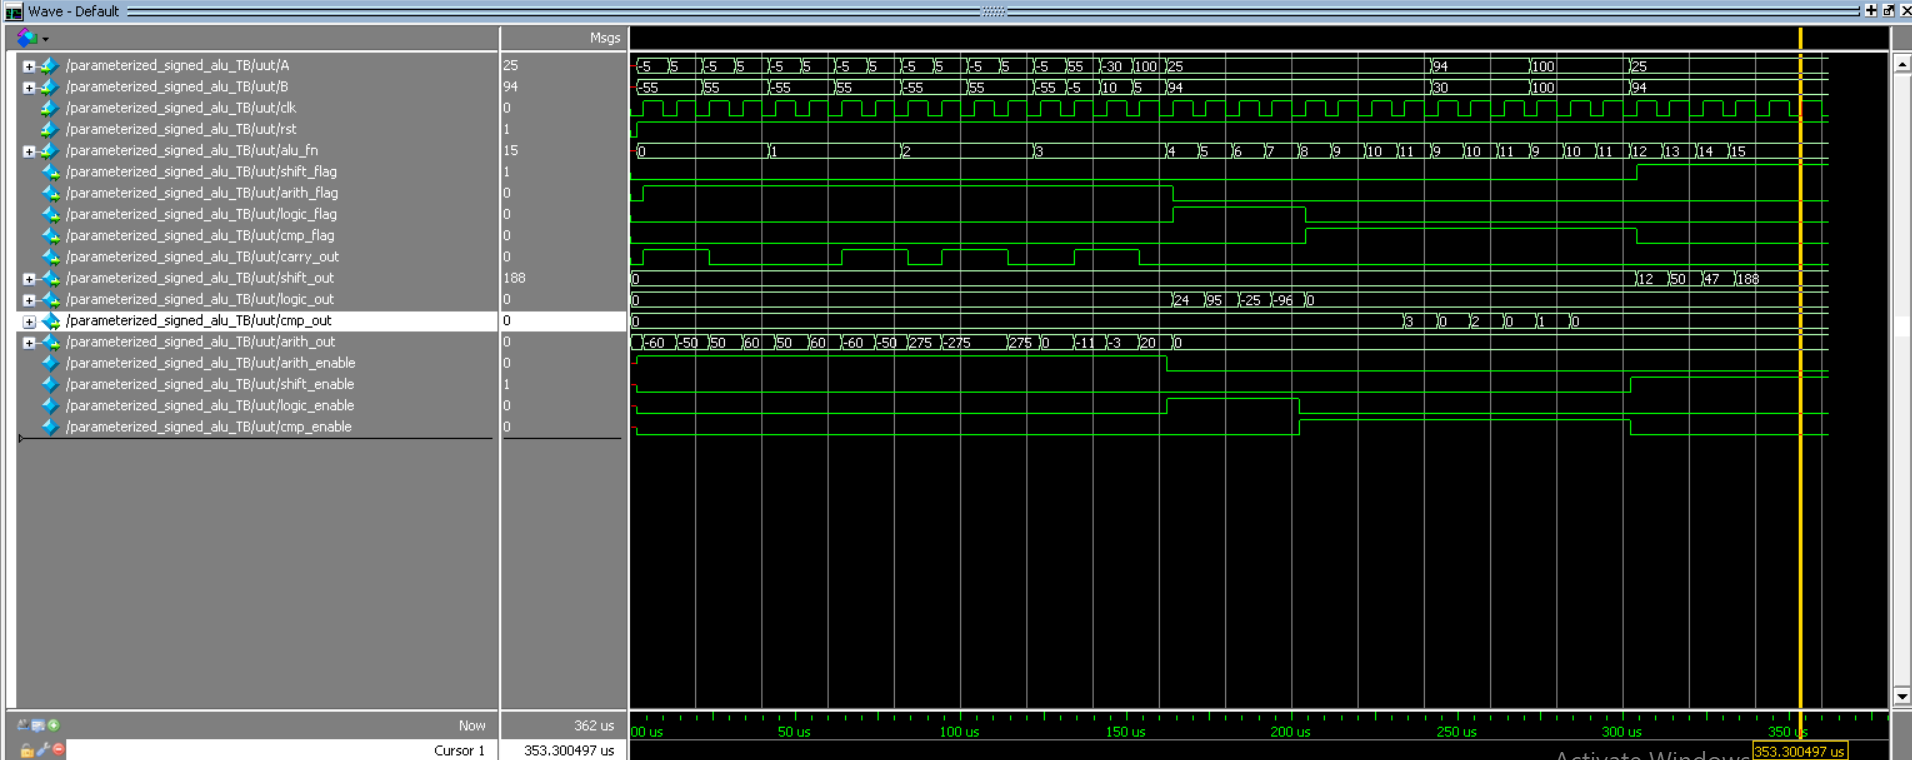 Wave - Default
Msgs
/parameterized_signed_alu_TB/uut/A 25 -5 5 -5 5 -5 5 -5 5 -5 5 -5 5 -5 55 -30 100 25 94 100 25
/parameterized_signed_alu_TB/uut/B 94 -55 55 -55 55 -55 55 -55 -5 10 5 94 30 100 94
/parameterized_signed_alu_TB/uut/clk 0
/parameterized_signed_alu_TB/uut/rst 1
/parameterized_signed_alu_TB/uut/alu_fn 15 0 1 2 3 4 5 6 7 8 9 10 11 9 10 11 9 10 11 12 13 14 15
/parameterized_signed_alu_TB/uut/shift_flag 1
/parameterized_signed_alu_TB/uut/arith_flag 0
/parameterized_signed_alu_TB/uut/logic_flag 0
/parameterized_signed_alu_TB/uut/cmp_flag 0
/parameterized_signed_alu_TB/uut/carry_out 0
/parameterized_signed_alu_TB/uut/shift_out 188 0 12 50 47 188
/parameterized_signed_alu_TB/uut/logic_out 0 0 24 95 -25 -96 0
/parameterized_signed_alu_TB/uut/cmp_out 0 0 3 0 2 0 1 0
/parameterized_signed_alu_TB/uut/arith_out 0 -60 -50 50 60 50 60 -60 -50 275 -275 275 0 -11 -3 20 0
/parameterized_signed_alu_TB/uut/arith_enable 0
/parameterized_signed_alu_TB/uut/shift_enable 1
/parameterized_signed_alu_TB/uut/logic_enable 0
/parameterized_signed_alu_TB/uut/cmp_enable 0
Now 362 us 00 us 50 us 100 us 150 us 200 us 250 us 300 us 350 us
Cursor 1 353.300497 us 353.300497 us
Activate Windows